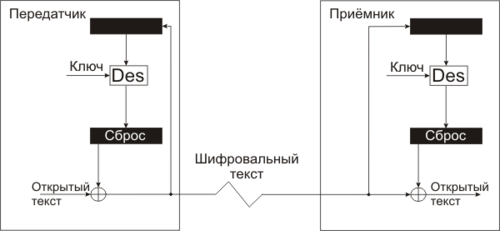 Передатчик
Приёмник
Ключ
Des
Ключ
Des
Сброс
Сброс
Шифровальный
текст
Открытый
текст
Открытый
текст